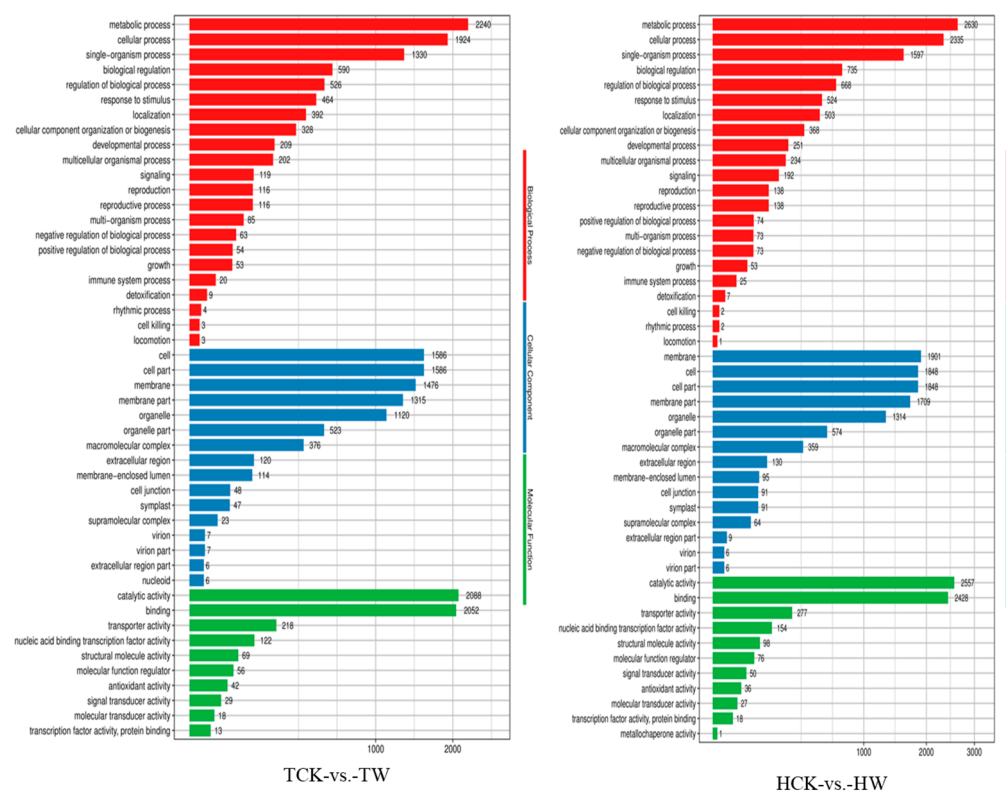 metabolic process 2240
cellular process 1924
single-organism process 1330
biological regulation 590
regulation of biological process 526
response to stimulus 464
localization 392
cellular component organization or biogenesis 328
developmental process 209
multicellular organismal process 202
signaling 119
reproduction 116
reproductive process 116
multi-organism process 85
negative regulation of biological process 63
positive regulation of biological process 54
growth 53
immune system process 20
detoxification 9
rhythmic process 4
cell killing 3
locomotion 3
cell 1586
cell part 1586
membrane 1476
membrane part 1315
organelle 1120
organelle part 523
macromolecular complex 376
extracellular region 120
membrane-enclosed lumen 114
cell junction 48
symplast 47
supramolecular complex 23
virion 7
virion part 7
extracellular region part 6
nucleoid 6
catalytic activity 2088
binding 2052
transporter activity 218
nucleic acid binding transcription factor activity 122
structural molecule activity 69
molecular function regulator 56
antioxidant activity 42
signal transducer activity 29
molecular transducer activity 18
transcription factor activity, protein binding 13
1000 2000
TCK-vs.-TW
Biological Process
Cellular Component
Molecular Function
metabolic process 2630
cellular process 2335
single-organism process 1597
biological regulation 735
regulation of biological process 668
response to stimulus 524
localization 503
cellular component organization or biogenesis 368
developmental process 251
multicellular organismal process 234
signaling 192
reproduction 138
reproductive process 138
positive regulation of biological process 74
multi-organism process 73
negative regulation of biological process 73
growth 53
immune system process 25
detoxification 7
cell killing 2
rhythmic process 2
locomotion 1
membrane 1901
cell 1848
cell part 1848
membrane part 1709
organelle 1314
organelle part 574
macromolecular complex 359
extracellular region 130
membrane-enclosed lumen 95
cell junction 91
symplast 91
supramolecular complex 64
extracellular region part 9
virion 6
virion part 6
catalytic activity 2557
binding 2428
transporter activity 277
nucleic acid binding transcription factor activity 154
structural molecule activity 98
molecular function regulator 76
signal transducer activity 50
antioxidant activity 36
molecular transducer activity 27
transcription factor activity, protein binding 18
metallochaperone activity 1
1000 2000 3000
HCK-vs.-HW